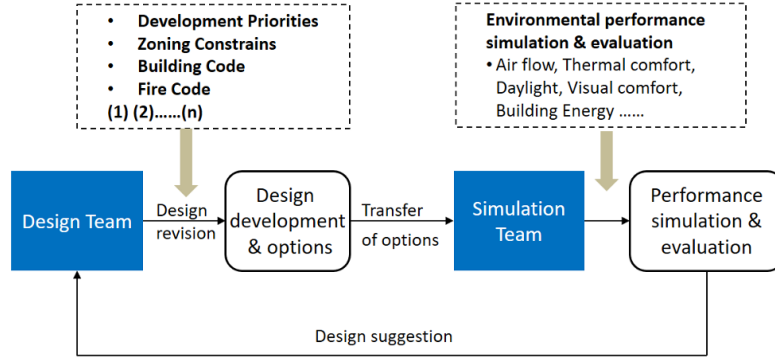 • Development Priorities
• Zoning Constrains
• Building Code
• Fire Code
(1) (2)......(n)
Environmental performance
simulation & evaluation
• Air flow, Thermal comfort,
Daylight, Visual comfort,
Building Energy ......
Design Team
Design
revision
Design
development
& options
Transfer
of options
Simulation
Team
Performance
simulation &
evaluation
Design suggestion